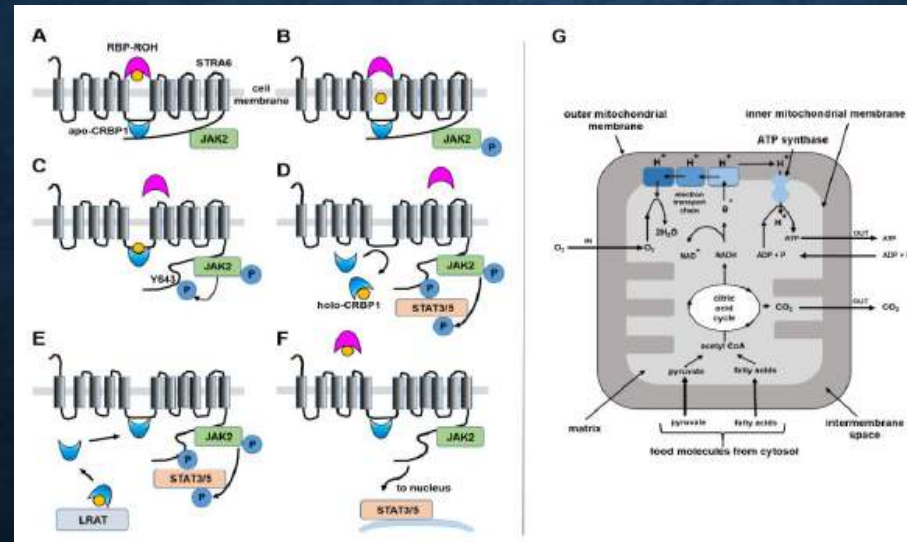 A
RBP-ROH
STRA6
apo-CRBP1
JAK2
cell
membrane
B
JAK2
P
C
Y643
JAK2
P
P
D
holo-CRBP1
JAK2
P
P
STAT3/5
P
E
LRAT
JAK2
P
P
STAT3/5
P
F
JAK2
to nucleus
STAT3/5
G
outer mitochondrial
membrane
inner mitochondrial membrane
ATP synthase
H+ H+ H+ H+
electron
transport
chain
e-
H+
2H2O
O2
IN
O2
NAD+
NADH
ADP + P
ATP
OUT
ATP
citric
acid
cycle
CO2
OUT
CO2
acetyl CoA
pyruvate
fatty acids
matrix
pyruvate
fatty acids
intermembrane
space
food molecules from cytosol